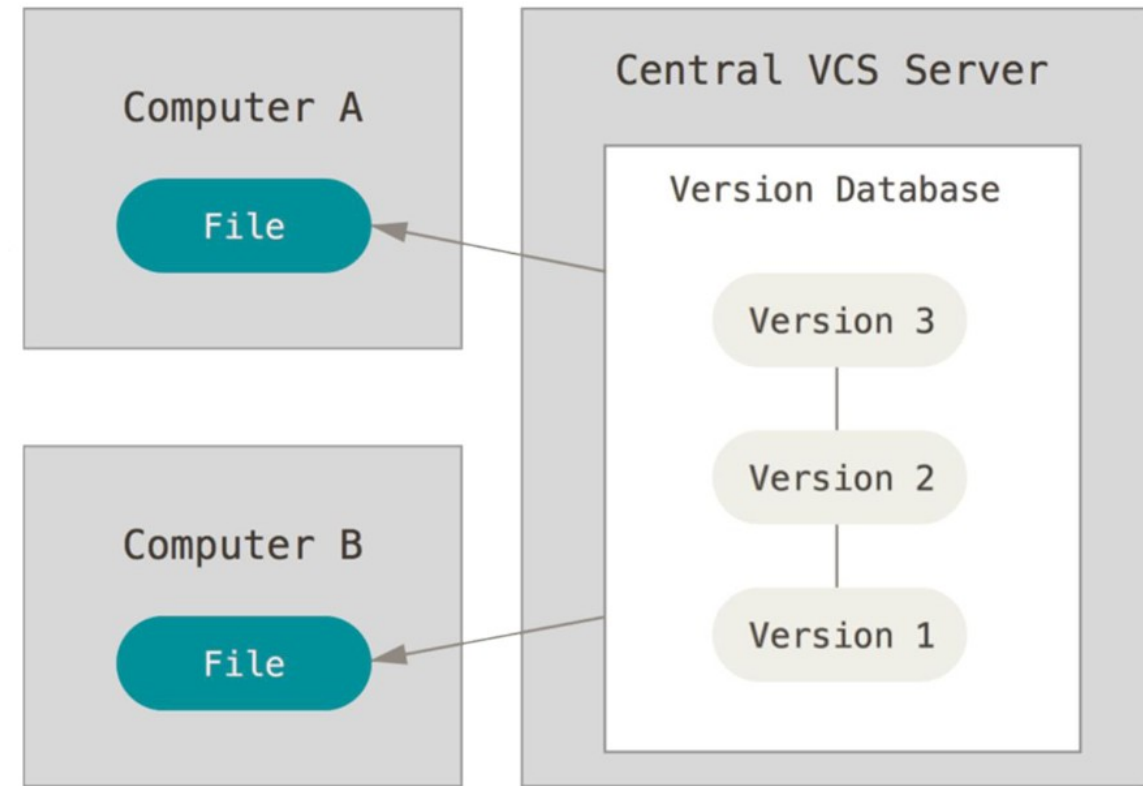 Computer A
File
Computer B
File
Central VCS Server
Version Database
Version 3
Version 2
Version 1